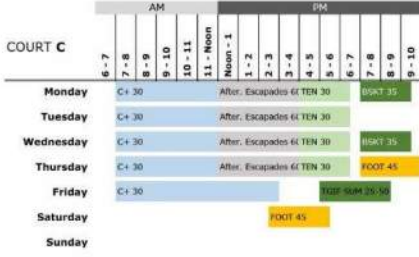 AM PM
COURT C
6 - 7 7 - 8 8 - 9 9 - 10 10 - 11 11 - Noon Noon - 1 1 - 2 2 - 3 3 - 4 4 - 5 5 - 6 6 - 7 7 - 8 8 - 9 9 - 10
Monday C+ 30 After. Escapades 6( TEN 30 BSKT 35
Tuesday C+ 30 After. Escapades 6( TEN 30
Wednesday C+ 30 After. Escapades 6( TEN 30 BSKT 35
Thursday C+ 30 After. Escapades 6( TEN 30 FOOT 45
Friday C+ 30 TGIF SUM 25-50
Saturday FOOT 45
Sunday